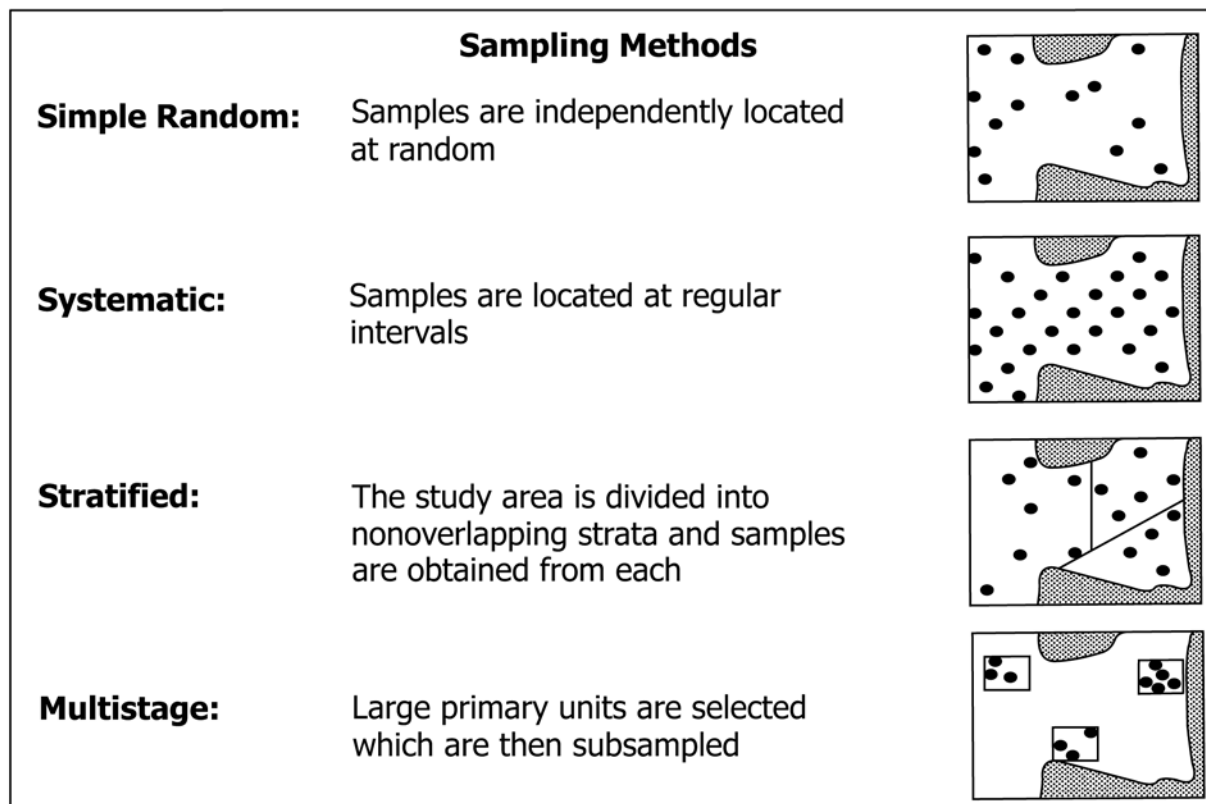 Sampling Methods
Simple Random:
Samples are independently located
at random
Systematic:
Samples are located at regular
intervals
Stratified:
The study area is divided into
nonoverlapping strata and samples
are obtained from each
Multistage:
Large primary units are selected
which are then subsampled